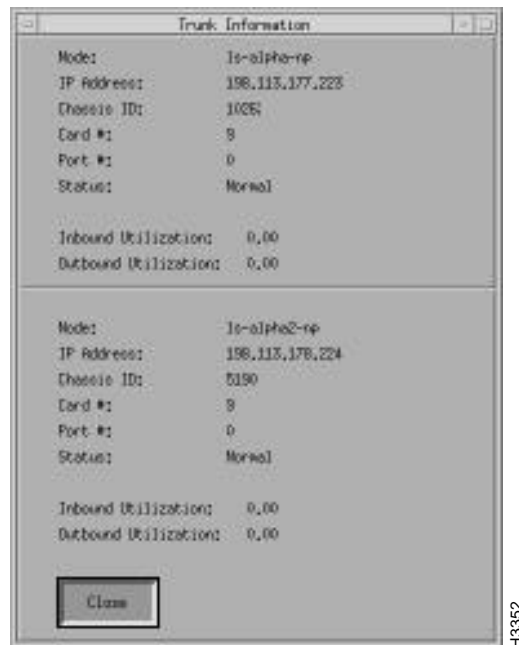 Trunk Information
Node: ls-alpha-np
IP Address: 198.113.177.223
Chassis ID:
Card #: 9
Port #: 0
Status: Normal
Inbound Utilization: 0.00
Outbound Utilization: 0.00
Node: ls-alpha2-np
IP Address: 198.113.178.224
Chassis ID: 5190
Card #: 9
Port #: 0
Status: Normal
Inbound Utilization: 0.00
Outbound Utilization: 0.00
Close
H3352